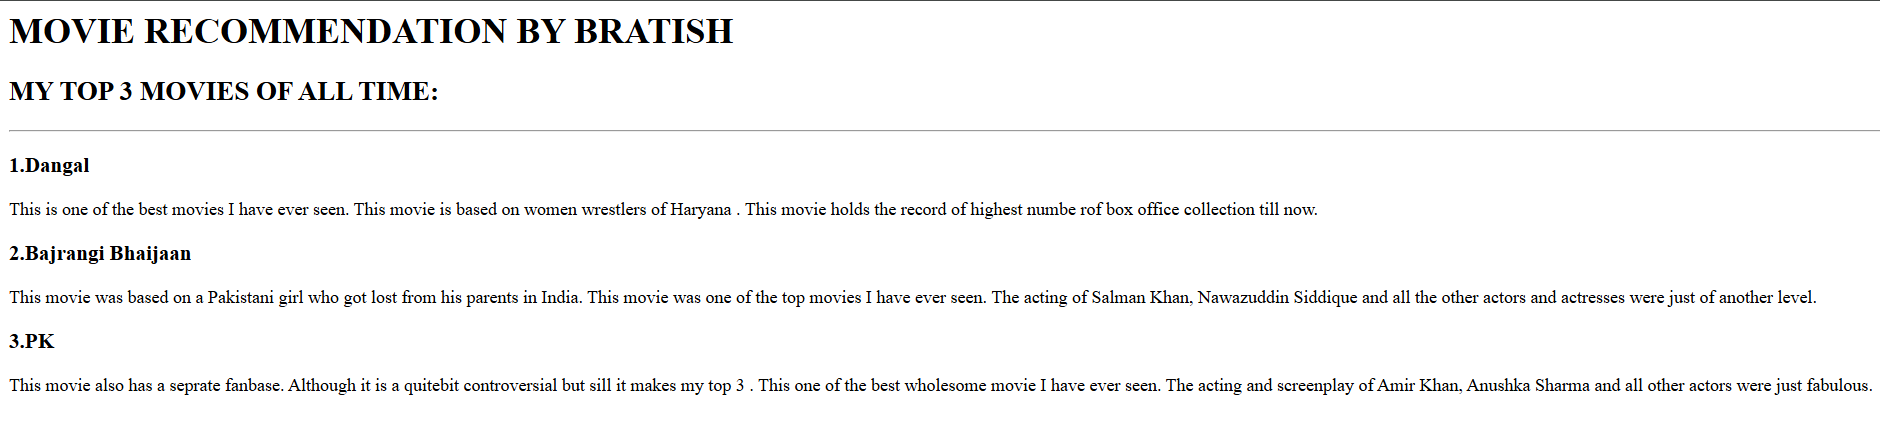 MOVIE RECOMMENDATION BY BRATISH
MY TOP 3 MOVIES OF ALL TIME:
1.Dangal
This is one of the best movies I have ever seen. This movie is based on women wrestlers of Haryana . This movie holds the record of highest numbe rof box office collection till now.
2.Bajrangi Bhaijaan
This movie was based on a Pakistani girl who got lost from his parents in India. This movie was one of the top movies I have ever seen. The acting of Salman Khan, Nawazuddin Siddique and all the other actors and actresses were just of another level.
3.PK
This movie also has a seprate fanbase. Although it is a quitebit controversial but sill it makes my top 3 . This one of the best wholesome movie I have ever seen. The acting and screenplay of Amir Khan, Anushka Sharma and all other actors were just fabulous.